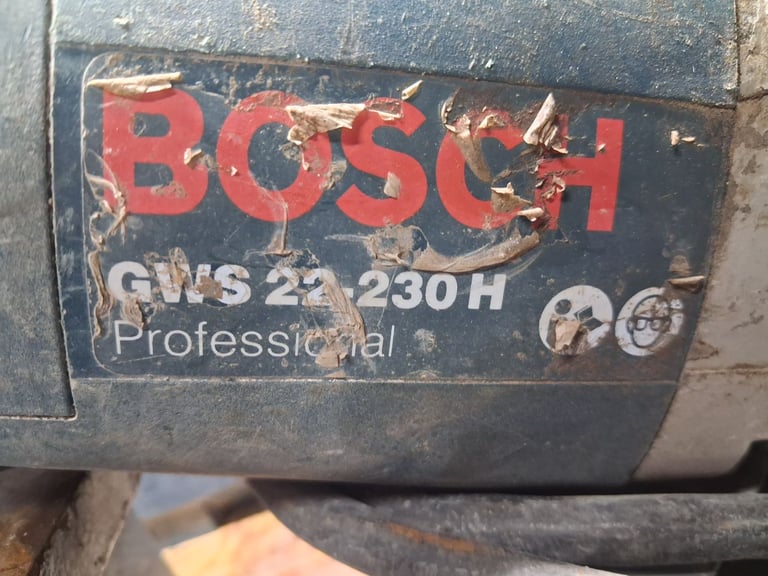 BOSCH
GWS 22-230 H
Professional